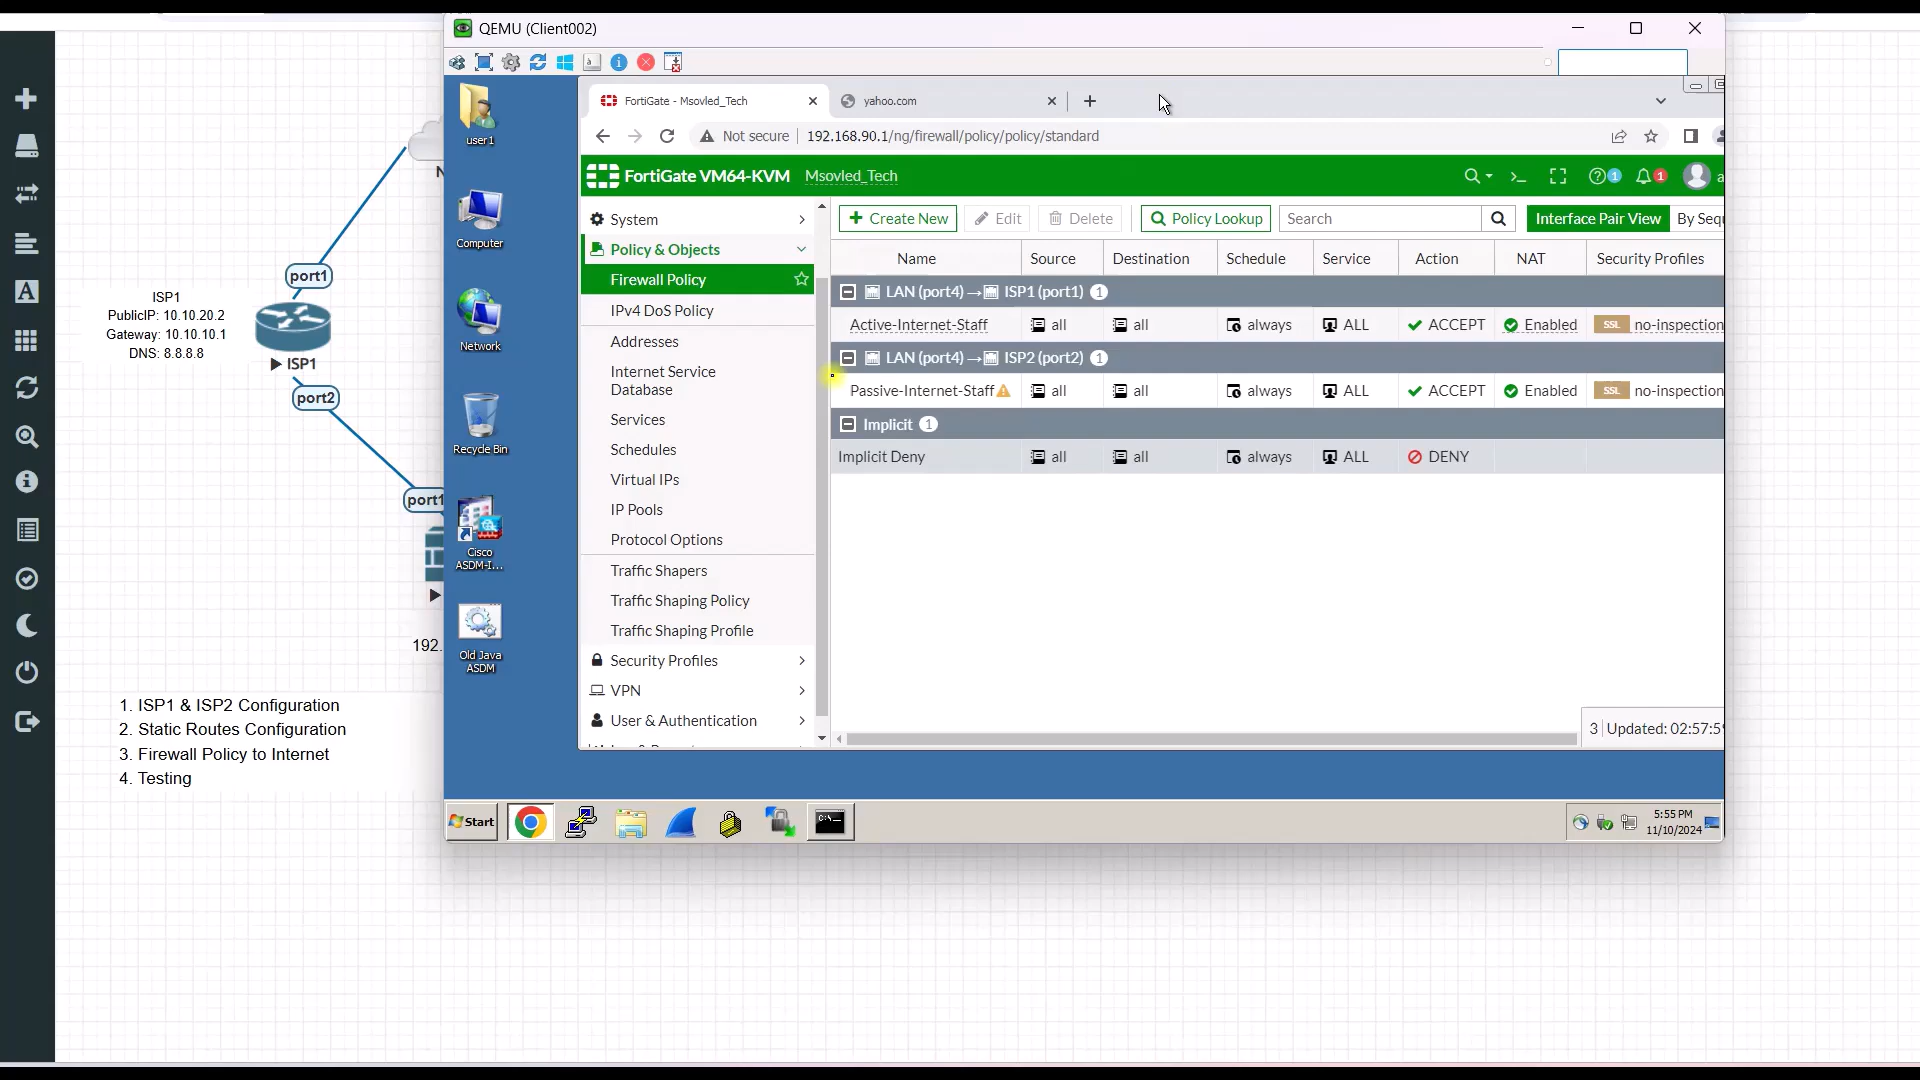 QEMU (Client002)
FortiGate - Msovled_Tech
yahoo.com
Not secure
192.168.90.1/ng/firewall/policy/policy/standard
FortiGate VM64-KVM
Msovled_Tech
1
1
System
Policy & Objects
Firewall Policy
IPv4 DoS Policy
Addresses
Internet Service
Database
Services
Schedules
Virtual IPs
IP Pools
Protocol Options
Traffic Shapers
Traffic Shaping Policy
Traffic Shaping Profile
Security Profiles
VPN
User & Authentication
Create New
Edit
Delete
Policy Lookup
Search
Interface Pair View
By Sequ
Name Source Destination Schedule Service Action NAT Security Profiles
LAN (port4) → ISP1 (port1) 1
Active-Internet-Staff all all always ALL ACCEPT Enabled SSL no-inspection
LAN (port4) → ISP2 (port2) 1
Passive-Internet-Staff all all always ALL ACCEPT Enabled SSL no-inspection
Implicit 1
Implicit Deny all all always ALL DENY
3 Updated: 02:57:5
user1
Computer
Network
Recycle Bin
Cisco
ASDM-I...
Old Java
ASDM
Start
5:55 PM
11/10/2024
port1
ISP1
PublicIP: 10.10.20.2
Gateway: 10.10.10.1
DNS: 8.8.8.8
ISP1
port2
port1
192.
1. ISP1 & ISP2 Configuration
2. Static Routes Configuration
3. Firewall Policy to Internet
4. Testing